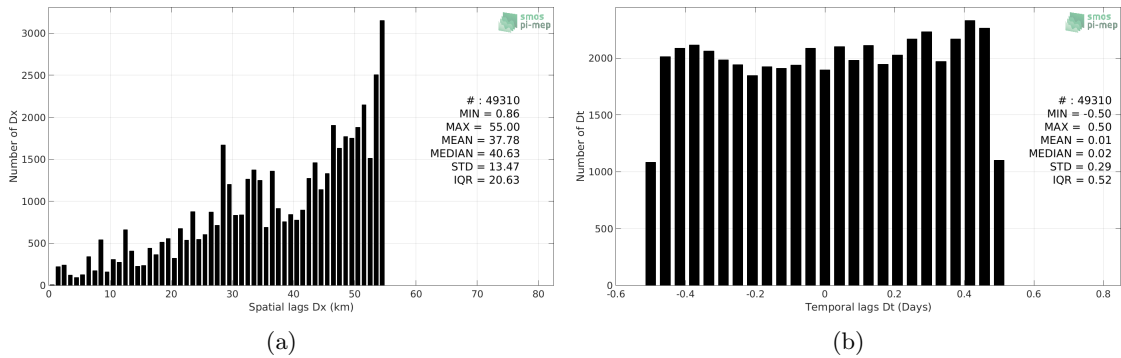 smos
pi-mep
3000
2500
2000
1500
1000
500
0
Number of Dx
# : 49310
MIN = 0.86
MAX = 55.00
MEAN = 37.78
MEDIAN = 40.63
STD = 13.47
IQR = 20.63
0 10 20 30 40 50 60 70 80
Spatial lags Dx (km)
(a)
smos
pi-mep
2000
1500
1000
500
0
Number of Dt
# : 49310
MIN = -0.50
MAX = 0.50
MEAN = 0.01
MEDIAN = 0.02
STD = 0.29
IQR = 0.52
-0.6 -0.4 -0.2 0 0.2 0.4 0.6 0.8
Temporal lags Dt (Days)
(b)